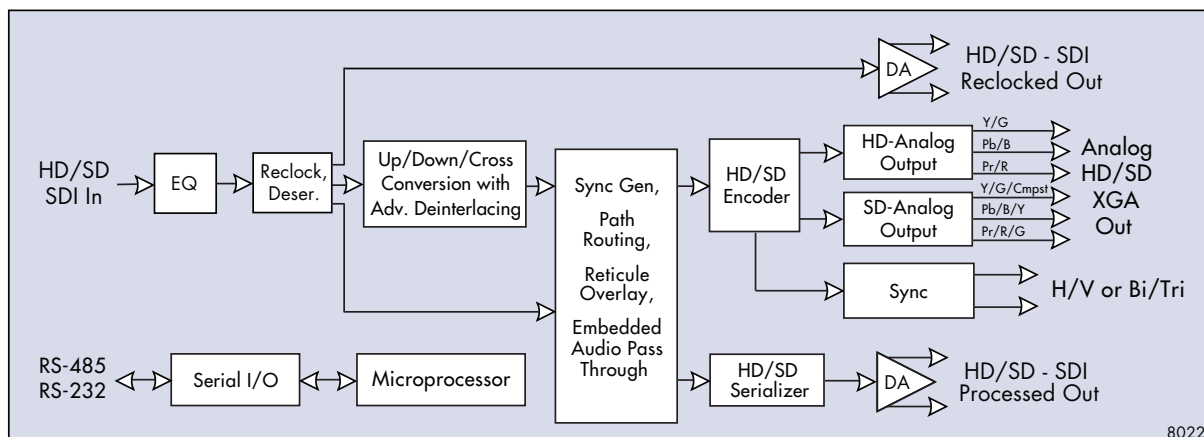 DA
HD/SD - SDI
Reclocked Out
HD/SD
SDI In
EQ
Reclock,
Deser.
Up/Down/Cross
Conversion with
Adv. Deinterlacing
Sync Gen,
Path
Routing,
Reticule
Overlay,
Embedded
Audio Pass
Through
HD/SD
Encoder
HD-Analog
Output
Y/G
Pb/B
Pr/R
SD-Analog
Output
Y/G/Cmpst
Pb/B/Y
Pr/R/G
Analog
HD/SD
XGA
Out
Sync
H/V or Bi/Tri
RS-485
RS-232
Serial I/O
Microprocessor
HD/SD
Serializer
DA
HD/SD - SDI
Processed Out
8022